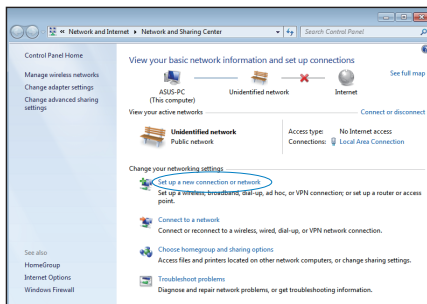 « Network and Internet ▸ Network and Sharing Center
Search Control Panel
Control Panel Home
Manage wireless networks
Change adapter settings
Change advanced sharing
settings
See also
HomeGroup
Internet Options
Windows Firewall
View your basic network information and set up connections
See full map
ASUS-PC
(This computer)
Unidentified network
Internet
View your active networks
Connect or disconnect
Unidentified network
Public network
Access type: No Internet access
Connections: Local Area Connection
Change your networking settings
Set up a new connection or network
Set up a wireless, broadband, dial-up, ad hoc, or VPN connection; or set up a router or access
point.
Connect to a network
Connect or reconnect to a wireless, wired, dial-up, or VPN network connection.
Choose homegroup and sharing options
Access files and printers located on other network computers, or change sharing settings.
Troubleshoot problems
Diagnose and repair network problems, or get troubleshooting information.